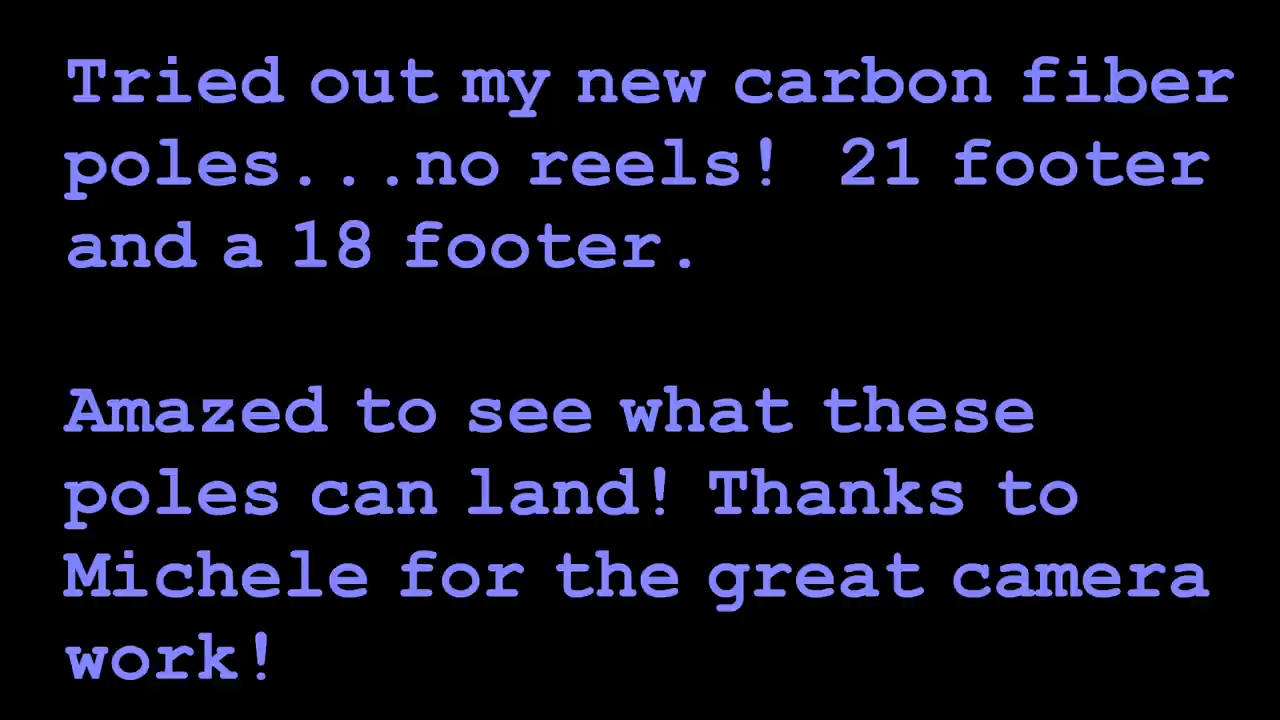 Tried out my new carbon fiber
poles...no reels!  21 footer
and a 18 footer.
Amazed to see what these
poles can land! Thanks to
Michele for the great camera
work!